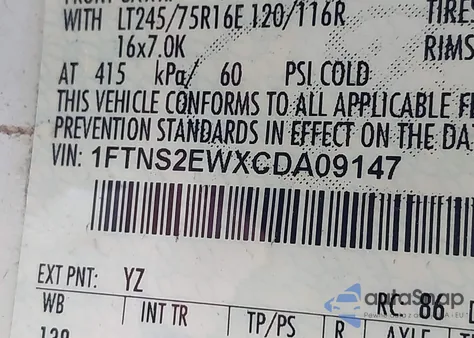 WITH LT245/75R16E 120/116R TIRES
16x7.0K RIMS
AT 415 kPa/ 60 PSI COLD
THIS VEHICLE CONFORMS TO ALL APPLICABLE
PREVENTION STANDARDS IN EFFECT ON THE DA
VIN: 1FTNS2EWXCDA09147
EXT PNT: YZ RC: 86
WB INT TR TP/PS R AXLE
autoSnap